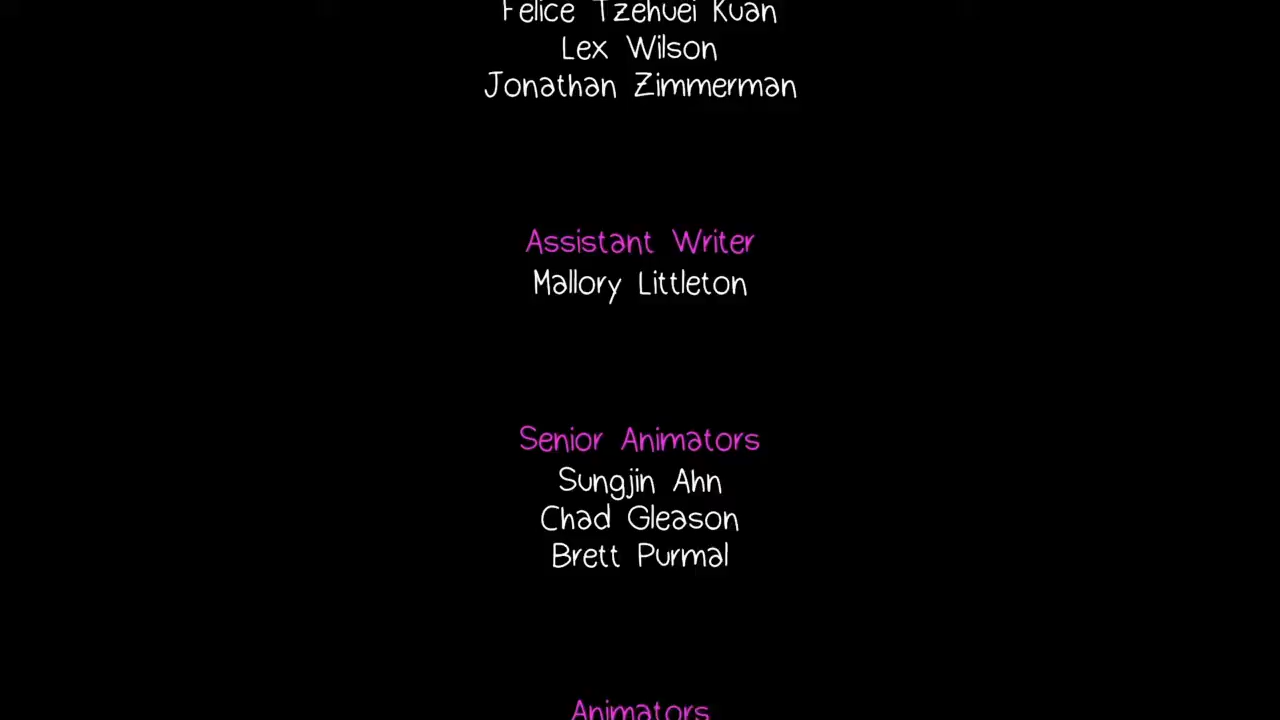 Felice Tzehuei Kuan
Lex Wilson
Jonathan Zimmerman
Assistant Writer
Mallory Littleton
Senior Animators
Sungjin Ahn
Chad Gleason
Brett Purmal
Animators